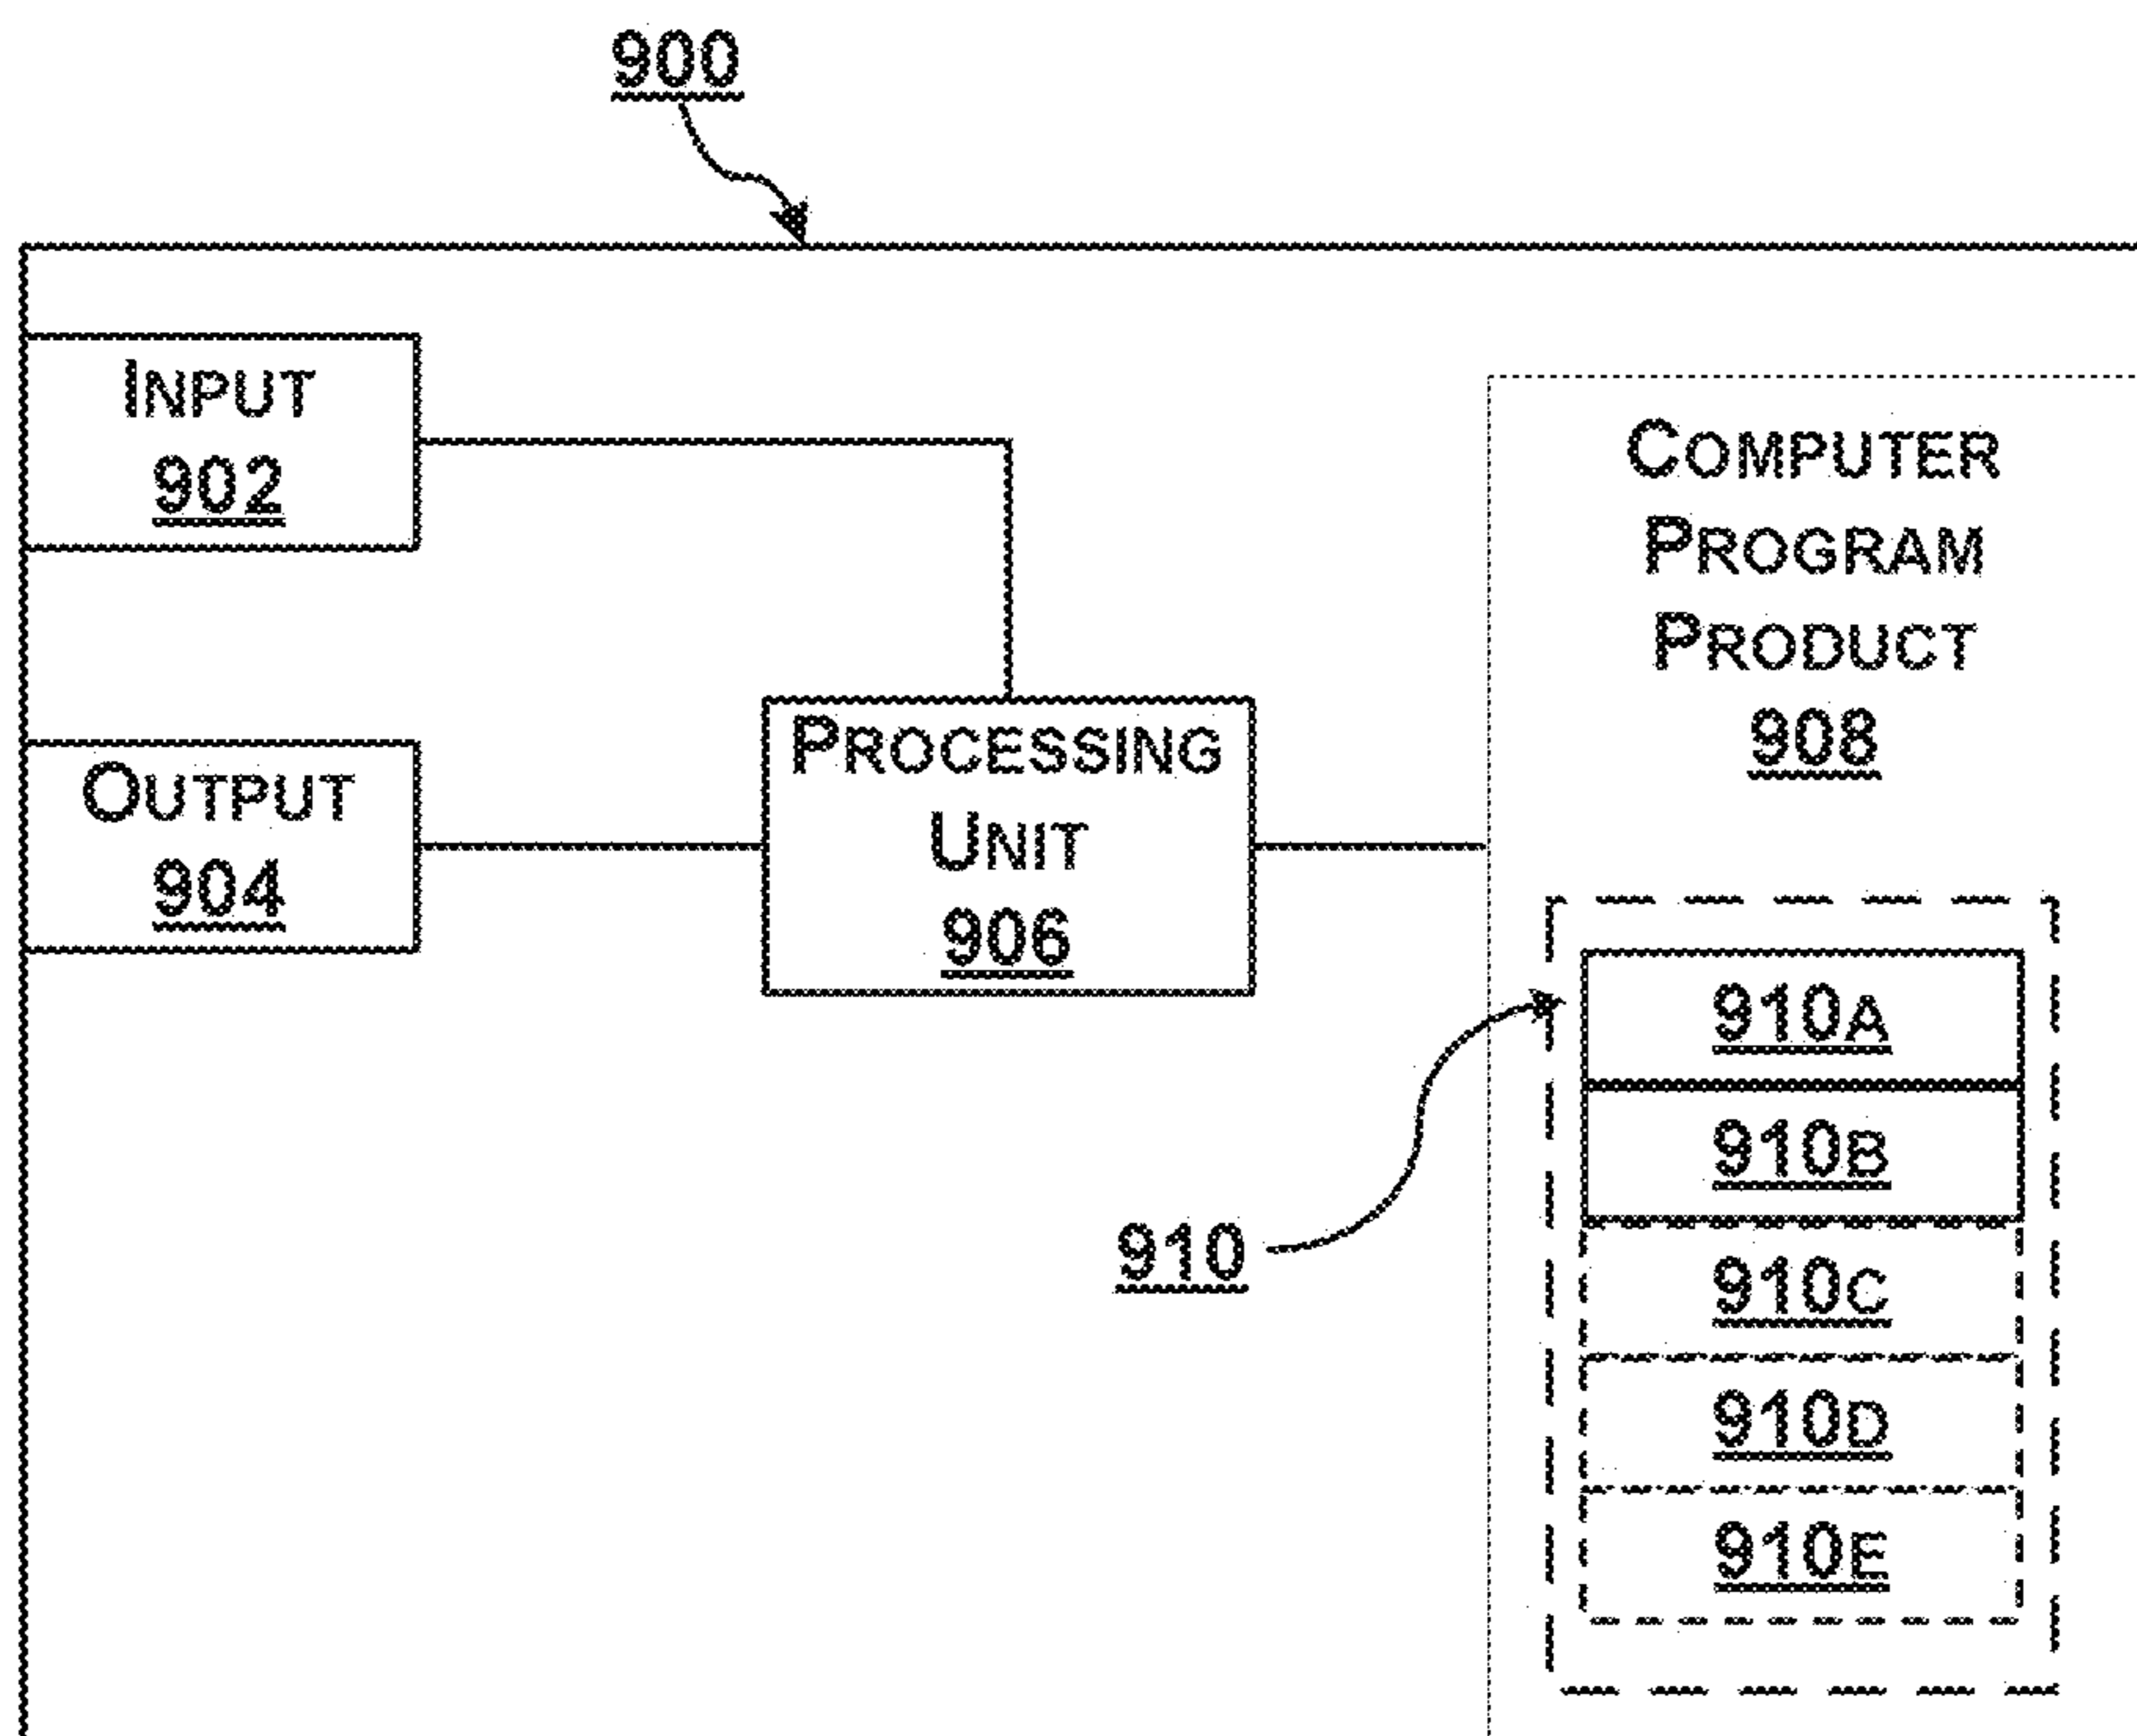 900
INPUT
902
OUTPUT
904
PROCESSING
UNIT
906
COMPUTER
PROGRAM
PRODUCT
908
910
910A
910B
910C
910D
910E